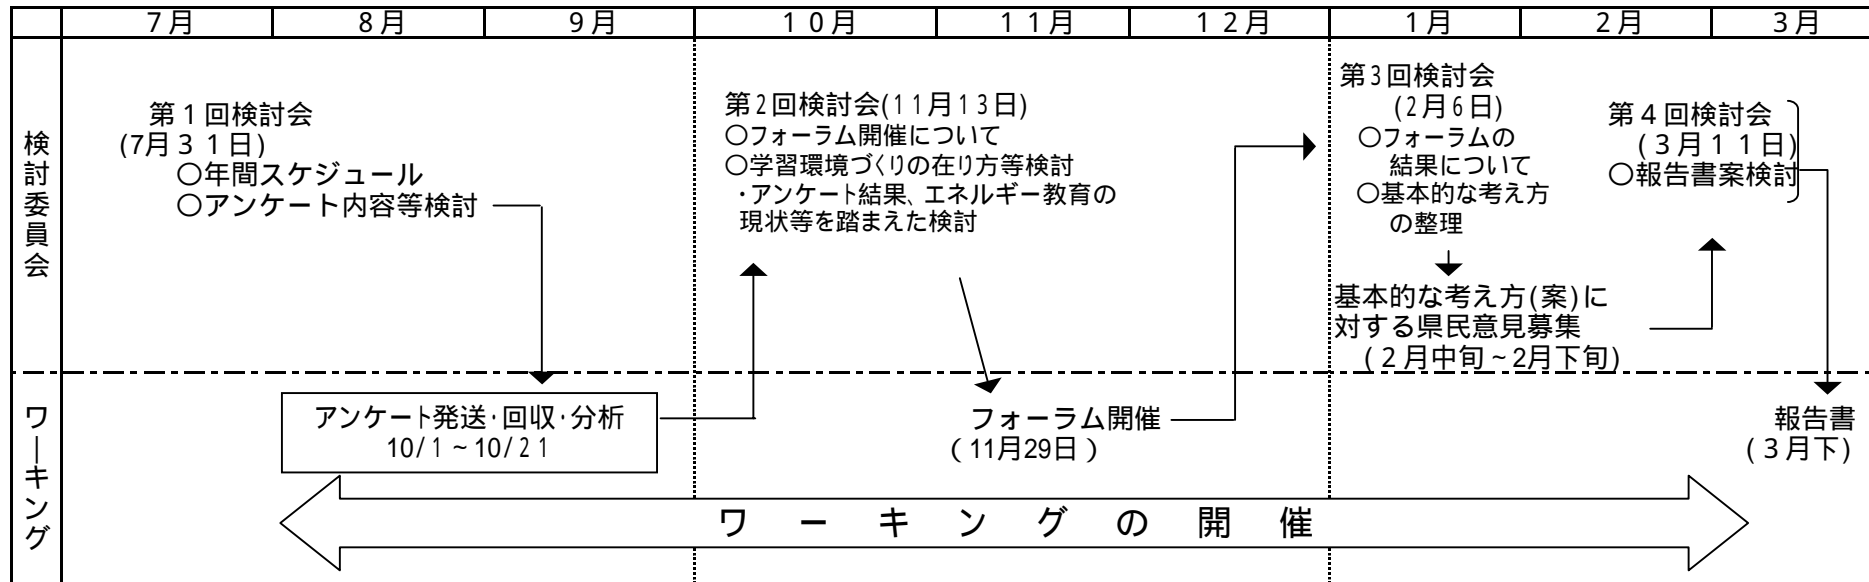 7月 8月 9月 10月 11月 12月 1月 2月 3月
検討委員会
第1回検討会
(7月31日)
○年間スケジュール
○アンケート内容等検討
第2回検討会(11月13日)
○フォーラム開催について
○学習環境づくりの在り方等検討
・アンケート結果、エネルギー教育の
現状等を踏まえた検討
第3回検討会
(2月6日)
○フォーラムの
結果について
○基本的な考え方
の整理
基本的な考え方(案)に
対する県民意見募集
(2月中旬~2月下旬)
第4回検討会
(3月11日)
○報告書案検討
ワーキング
アンケート発送・回収・分析
10/1~10/21
フォーラム開催
(11月29日)
報告書
(3月下)
ワーキングの開催